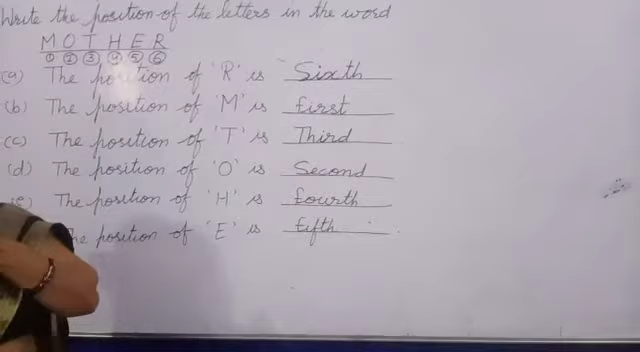 Write the position of the letters in the word
MOTHER
① ② ③ ④ ⑤ ⑥
(a) The position of 'R' is Sixth
(b) The position of 'M' is first
(c) The position of 'T' is Third
(d) The position of 'O' is Second
(e) The position of 'H' is fourth
The position of 'E' is fifth